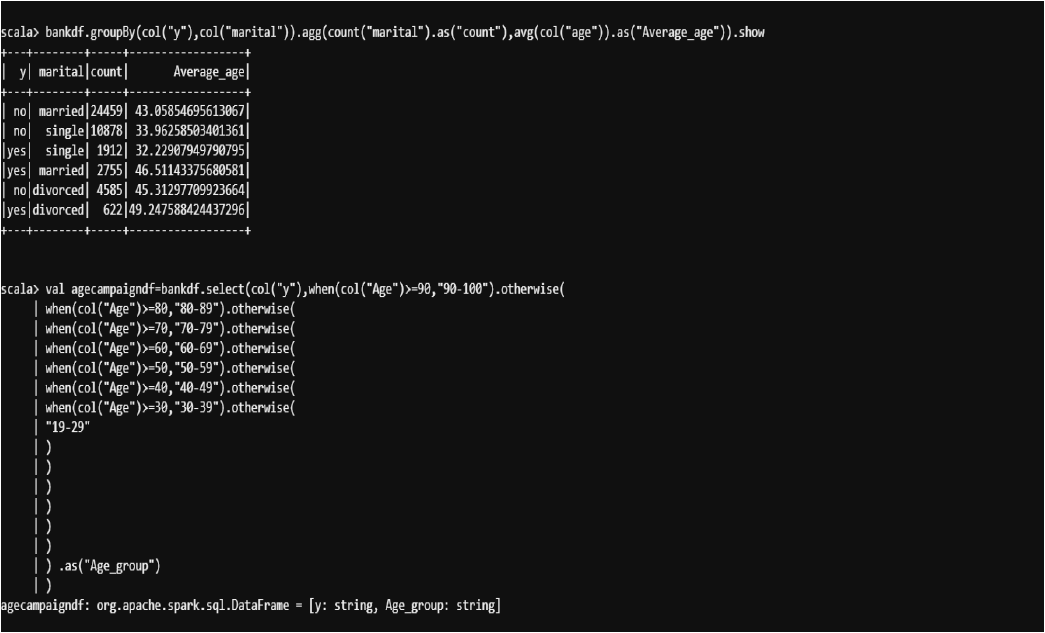 scala> bankdf.groupBy(col("y"),col("marital")).agg(count("marital").as("count"),avg(col("age")).as("Average_age")).show
+---+--------+-----+------------------+
|  y| marital|count|       Average_age|
+---+--------+-----+------------------+
| no| married|24459| 43.05854695613067|
| no|  single|10878| 33.96258503401361|
|yes|  single| 1912| 32.22907949790795|
|yes| married| 2755| 46.51143375680581|
| no|divorced| 4585| 45.31297709923664|
|yes|divorced|  622|49.247588424437296|
+---+--------+-----+------------------+
scala> val agecampaigndf=bankdf.select(col("y"),when(col("Age")>=90,"90-100").otherwise(
| when(col("Age")>=80,"80-89").otherwise(
| when(col("Age")>=70,"70-79").otherwise(
| when(col("Age")>=60,"60-69").otherwise(
| when(col("Age")>=50,"50-59").otherwise(
| when(col("Age")>=40,"40-49").otherwise(
| when(col("Age")>=30,"30-39").otherwise(
| "19-29"
| )
| )
| )
| )
| )
| )
| ) .as("Age_group")
| )
agecampaigndf: org.apache.spark.sql.DataFrame = [y: string, Age_group: string]